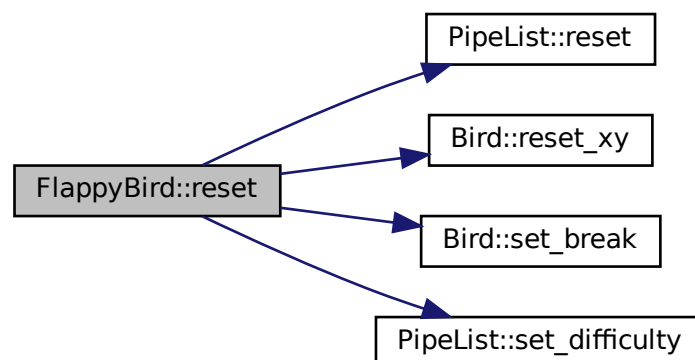 PipeList::reset
Bird::reset_xy
FlappyBird::reset
Bird::set_break
PipeList::set_difficulty